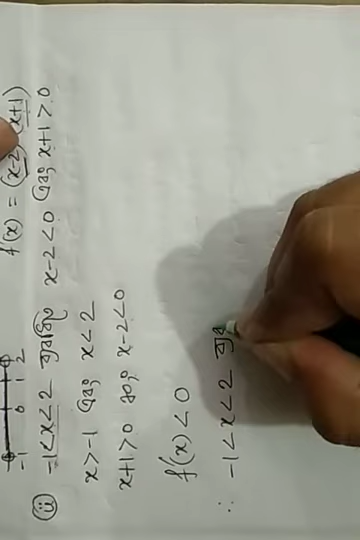 f(x) = (x-2) (x+1)
-1 0 1 2
(ii) -1<x<2 ব্যবধিতে x-2<0 এবং x+1>0
x>-1 এবং x<2
x+1>0 এবং x-2<0
f(x) < 0
∴ -1<x<2